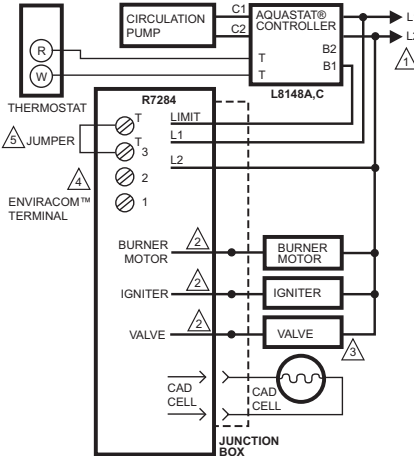 CIRCULATION
PUMP
C1
C2
AQUASTAT®
CONTROLLER
B2
B1
T
T
L8148A,C
L
L2
1
R
W
THERMOSTAT
R7284
LIMIT
L1
L2
T
T
3
2
1
5 JUMPER
4
ENVIRACOM™
TERMINAL
BURNER
MOTOR
2
BURNER
MOTOR
IGNITER
2
IGNITER
VALVE
2
VALVE
3
CAD
CELL
CAD
CELL
JUNCTION
BOX